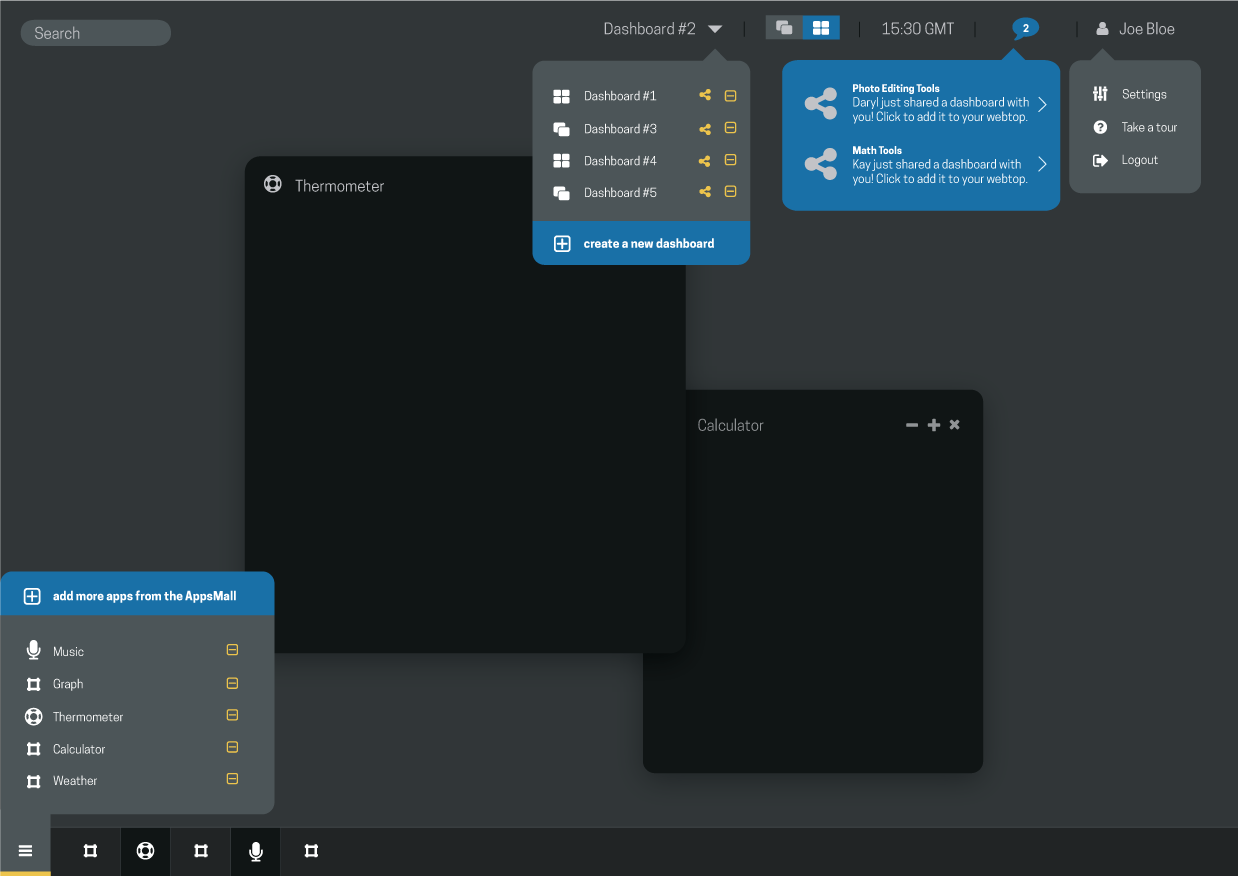 Search
Dashboard #2
15:30 GMT
2
Joe Bloe
Dashboard #1
Dashboard #3
Dashboard #4
Dashboard #5
create a new dashboard
Photo Editing Tools
Daryl just shared a dashboard with
you! Click to add it to your webtop.
Math Tools
Kay just shared a dashboard with
you! Click to add it to your webtop.
Settings
Take a tour
Logout
Thermometer
Calculator
add more apps from the AppsMall
Music
Graph
Thermometer
Calculator
Weather